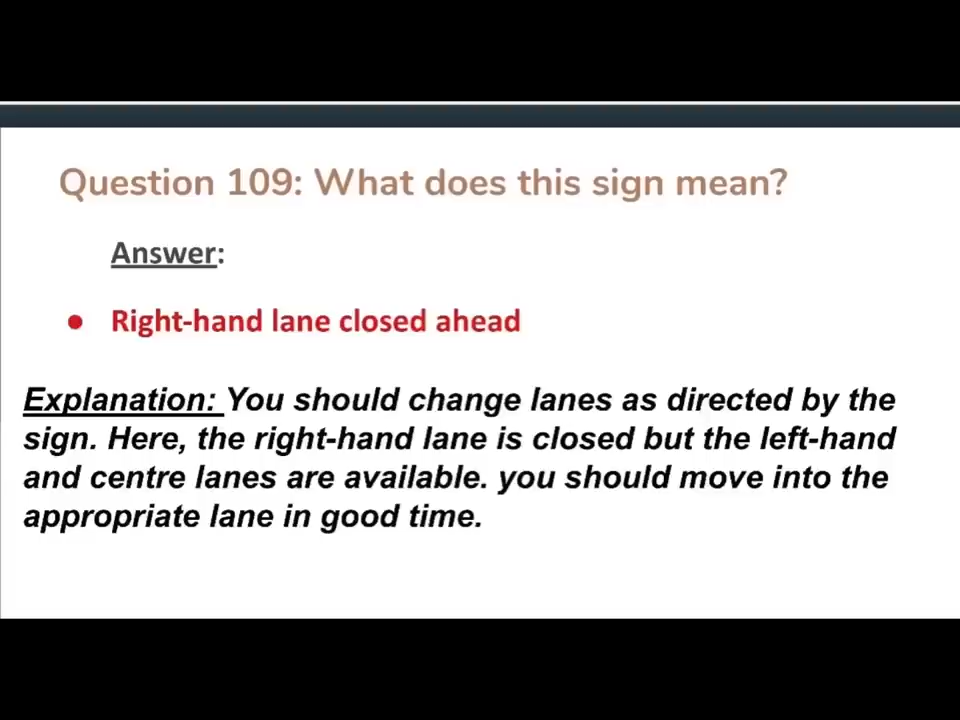 Question 109: What does this sign mean?
Answer:
● Right-hand lane closed ahead
Explanation: You should change lanes as directed by the
sign. Here, the right-hand lane is closed but the left-hand
and centre lanes are available. you should move into the
appropriate lane in good time.